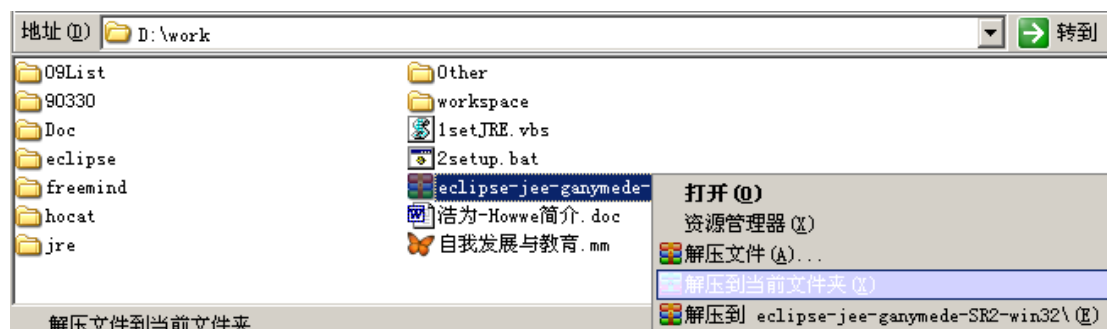 地址(D) D:\work 转到
09List
90330
Doc
eclipse
freemind
hocat
jre
Other
workspace
1setJRE.vbs
2setup.bat
eclipse-jee-ganymede-
浩为-Howwe简介.doc
自我发展与教育.mm
打开(O)
资源管理器(X)
解压文件(A)...
解压到当前文件夹(X)
解压到 eclipse-jee-ganymede-SR2-win32\(E)
解压文件到当前文件夹